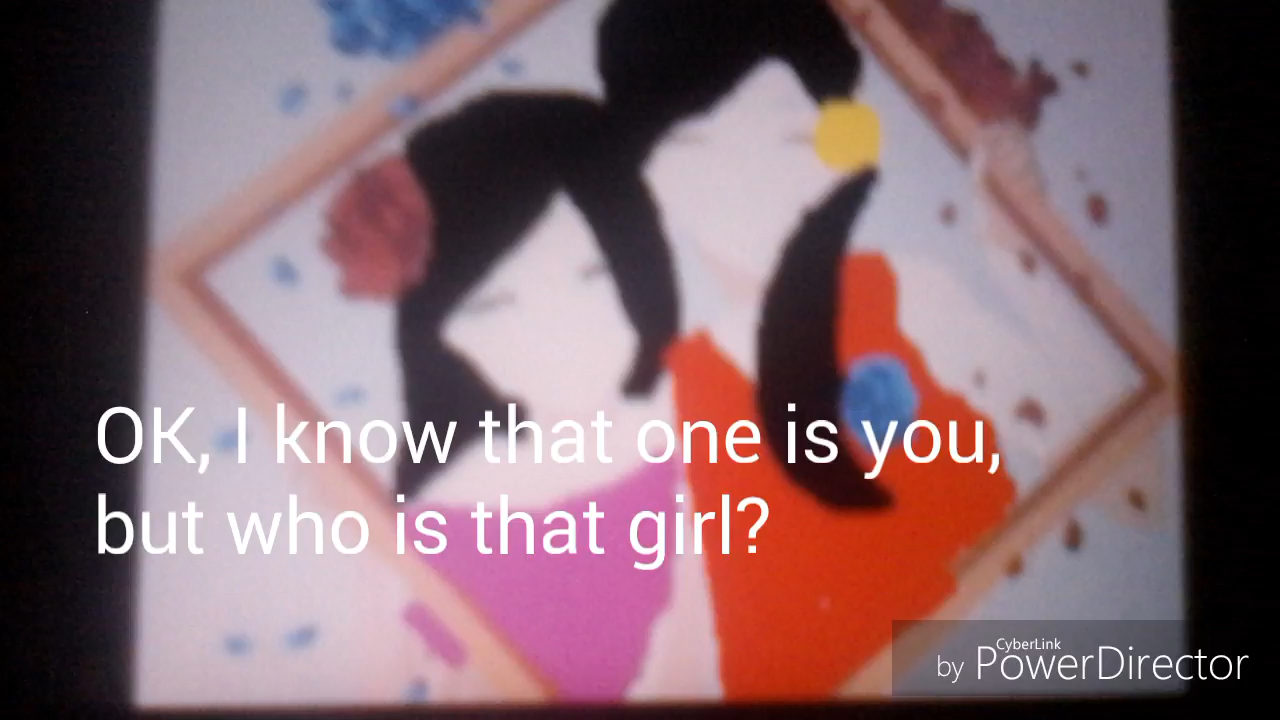 OK, I know that one is you,
but who is that girl?
CyberLink
by PowerDirector